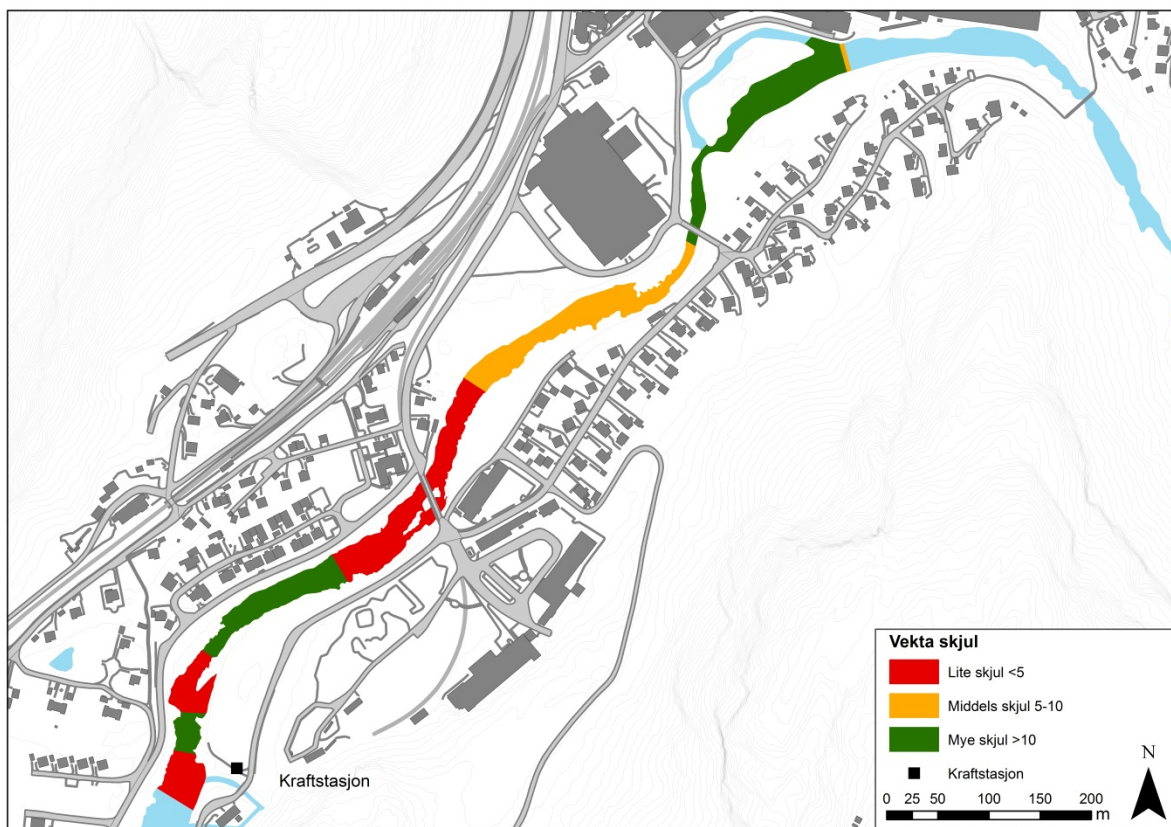 Kraftstasjon
Vekta skjul
Lite skjul <5
Middels skjul 5-10
Mye skjul >10
Kraftstasjon
N
0 25 50 100 150 200
m